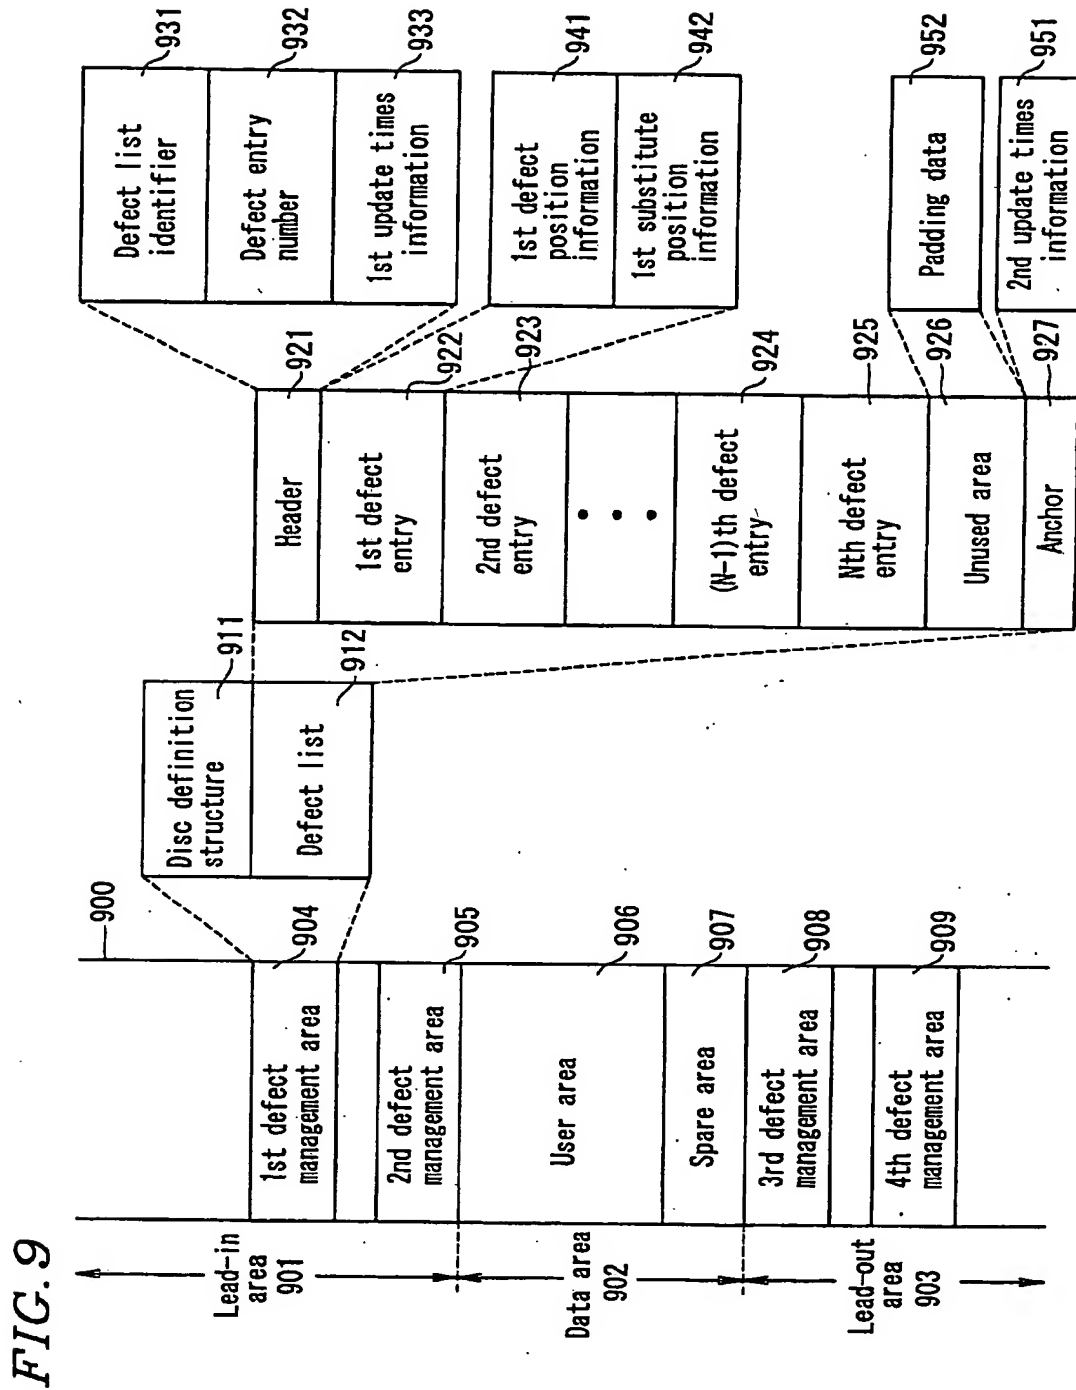 FIG. 9
Lead-in
area
901
Data area
902
Lead-out
area
903
900
1st defect
management area
904
2nd defect
management area
905
User area
906
Spare area
907
3rd defect
management area
908
4th defect
management area
909
Disc definition
structure
911
Defect list
912
Header
921
1st defect
entry
922
2nd defect
entry
923
(N-1)th defect
entry
924
Nth defect
entry
925
Unused area
926
Anchor
927
Defect list
identifier
931
Defect entry
number
932
1st update times
information
933
1st defect
position
information
941
1st substitute
position
information
942
Padding data
952
2nd update times
information
951